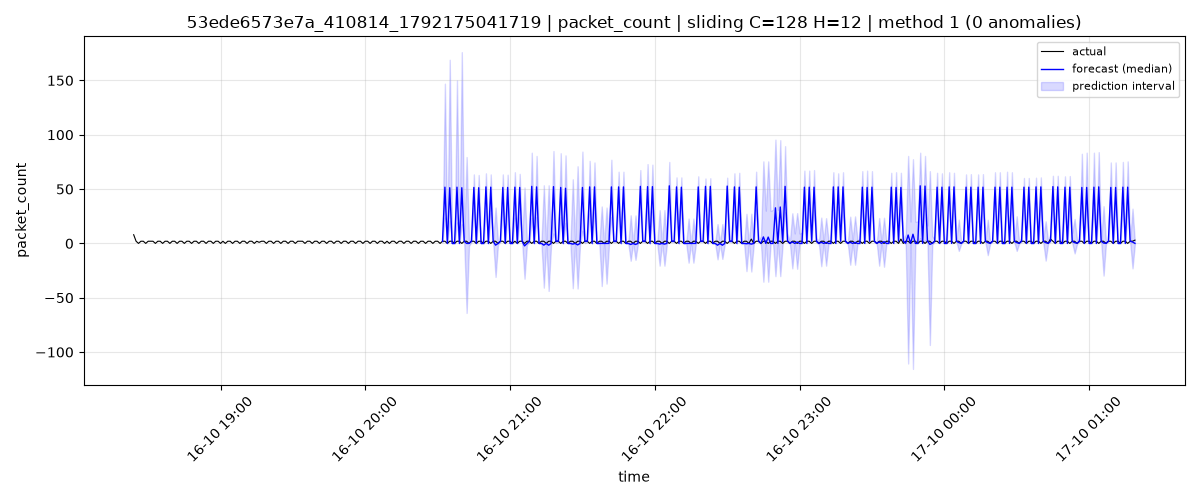 53ede6573e7a_410814_1792175041719 | packet_count | sliding C=128 H=12 | method 1 (0 anomalies)
actual
forecast (median)
prediction interval
packet_count
150
100
50
0
−50
−100
16-10 19:00
16-10 20:00
16-10 21:00
16-10 22:00
16-10 23:00
17-10 00:00
17-10 01:00
time